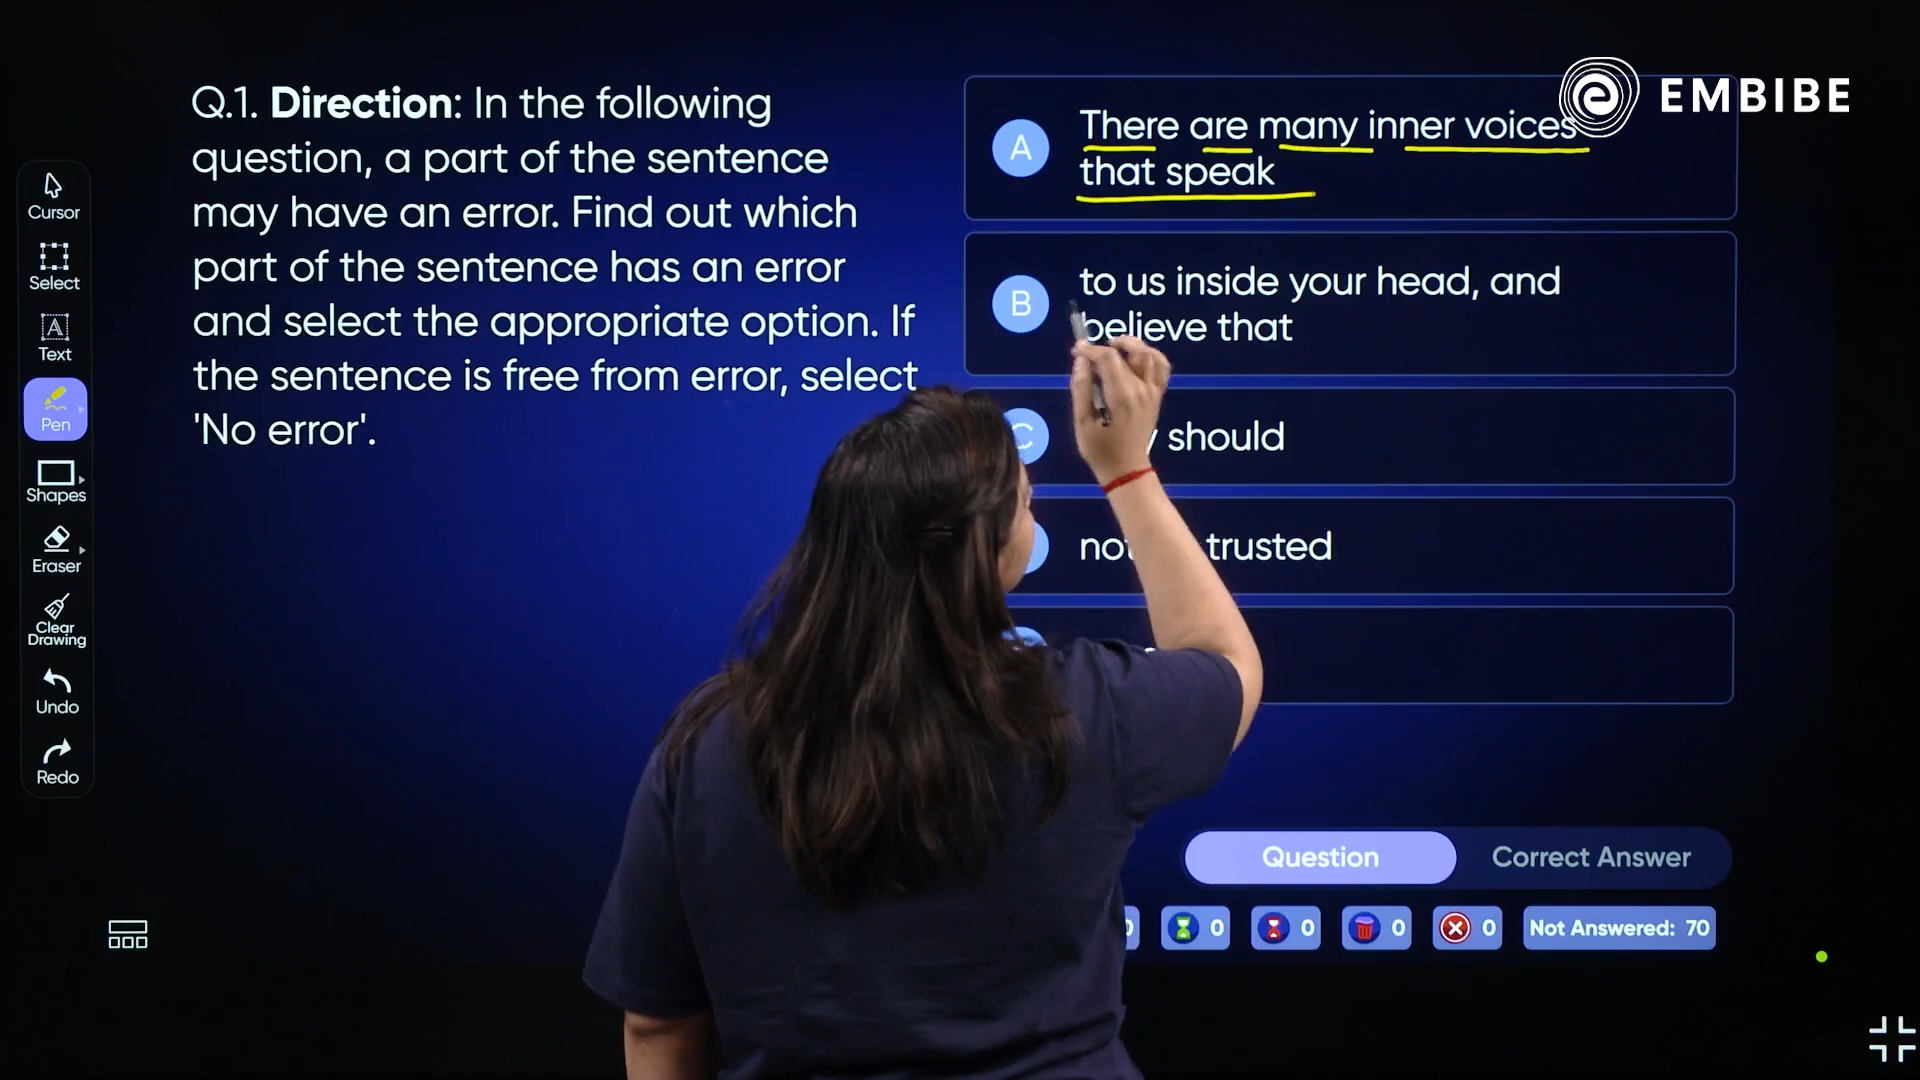 EMBIBE
Q.1. Direction: In the following
question, a part of the sentence
may have an error. Find out which
part of the sentence has an error
and select the appropriate option. If
the sentence is free from error, select
'No error'.
A
There are many inner voices
that speak
B
to us inside your head, and
believe that
C
should
trusted
Cursor
Select
A
Text
Pen
Shapes
Eraser
Clear
Drawing
Undo
Redo
Question
Correct Answer
0
0
0
0
Not Answered: 70